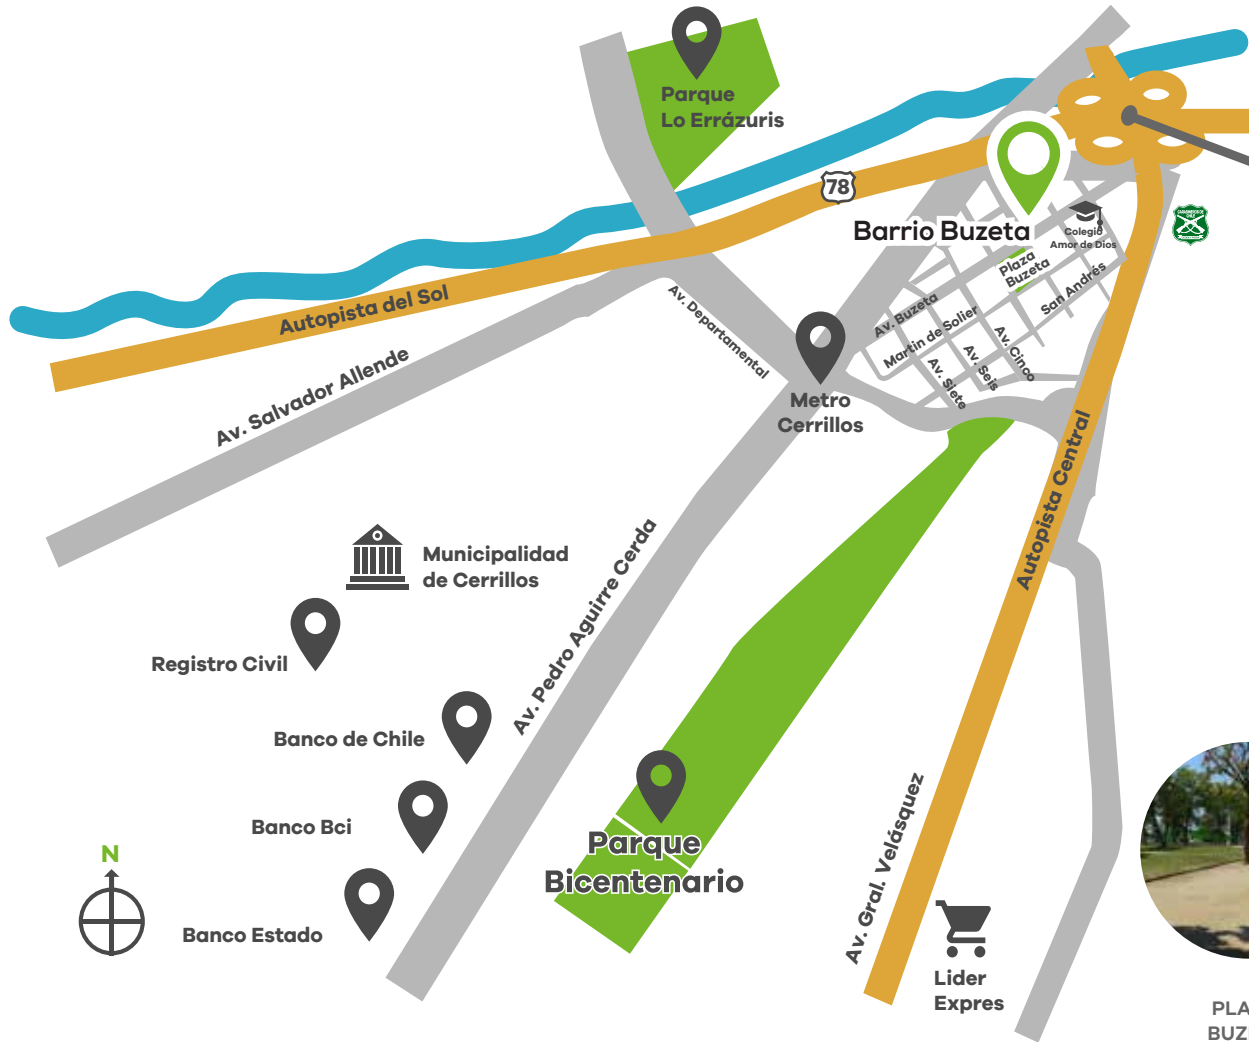 Parque
Lo Errázuris
78
Barrio Buzeta
Colegio
Amor de Dios
Plaza
Buzeta
San Andrés
Av. Buzeta
Martin de Solier
Av. Cinco
Av. Seis
Av. Siete
Autopista del Sol
Av. Departamental
Av. Salvador Allende
Metro
Cerrillos
Autopista Central
Municipalidad
de Cerrillos
Av. Pedro Aguirre Cerda
Registro Civil
Banco de Chile
Banco Bci
Parque
Bicentenario
Av. Gral. Velásquez
N
Banco Estado
Lider
Expres
PLA
BUZ